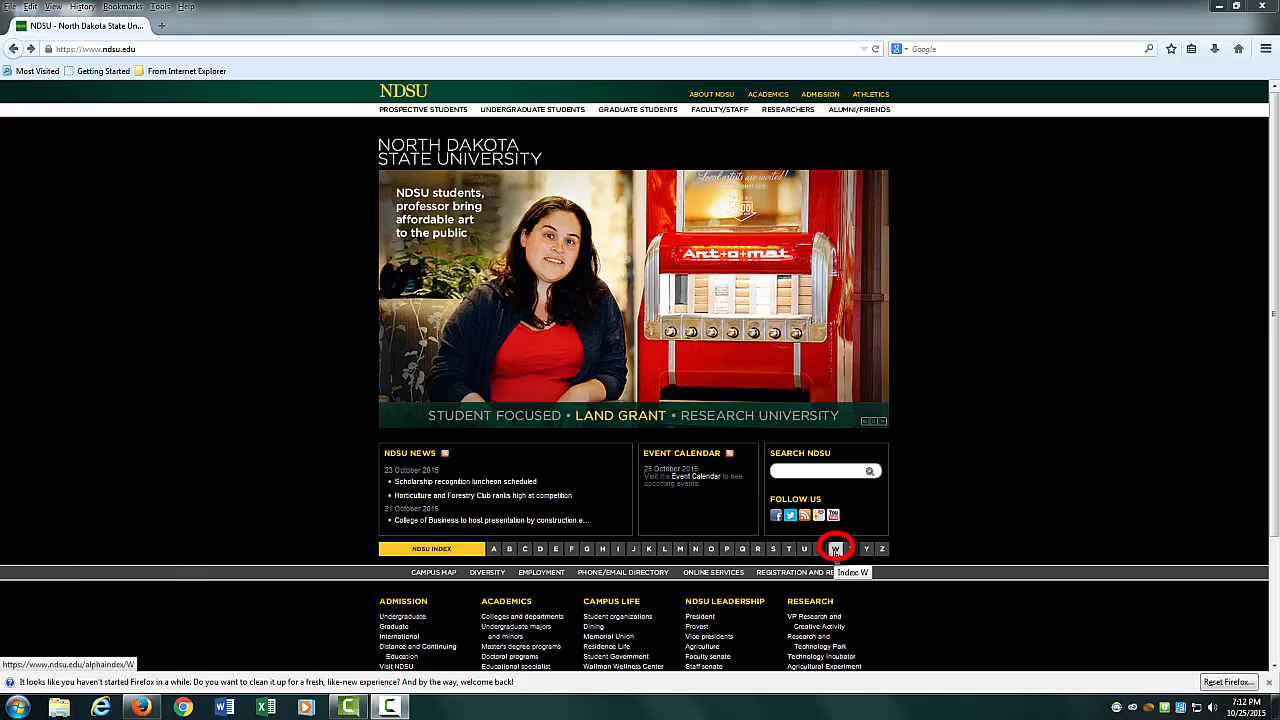 File Edit View History Bookmarks Tools Help
NDSU - North Dakota State Un...
https://www.ndsu.edu
Google
Most Visited Getting Started From Internet Explorer
NDSU
ABOUT NDSU ACADEMICS ADMISSION ATHLETICS
PROSPECTIVE STUDENTS UNDERGRADUATE STUDENTS GRADUATE STUDENTS FACULTY/STAFF RESEARCHERS ALUMNI/FRIENDS
NORTH DAKOTA
STATE UNIVERSITY
NDSU students,
professor bring
affordable art
to the public
Local artists are invited!
Art•o•mat
STUDENT FOCUSED • LAND GRANT • RESEARCH UNIVERSITY
NDSU NEWS
23 October 2015
• Scholarship recognition luncheon scheduled
• Horticulture and Forestry Club ranks high at competition
21 October 2015
• College of Business to host presentation by construction e...
EVENT CALENDAR
25 October 2015
Visit the Event Calendar to see
upcoming events.
SEARCH NDSU
FOLLOW US
You
NDSU INDEX A B C D E F G H I J K L M N O P Q R S T U W Y Z
Index W
CAMPUS MAP DIVERSITY EMPLOYMENT PHONE/EMAIL DIRECTORY ONLINE SERVICES REGISTRATION AND RE
ADMISSION
Undergraduate
Graduate
International
Distance and Continuing
Education
Visit NDSU
ACADEMICS
Colleges and departments
Undergraduate majors
and minors
Master's degree programs
Doctoral programs
Educational specialist
CAMPUS LIFE
Student organizations
Dining
Memorial Union
Residence Life
Student Government
Wallman Wellness Center
NDSU LEADERSHIP
President
Provost
Vice presidents
Agriculture
Faculty senate
Staff senate
RESEARCH
VP Research and
Creative Activity
Research and
Technology Park
Technology Incubator
Agricultural Experiment
https://www.ndsu.edu/alphaindex/W
It looks like you haven't started Firefox in a while. Do you want to clean it up for a fresh, like-new experience? And by the way, welcome back!
Reset Firefox...
7:12 PM
10/25/2015